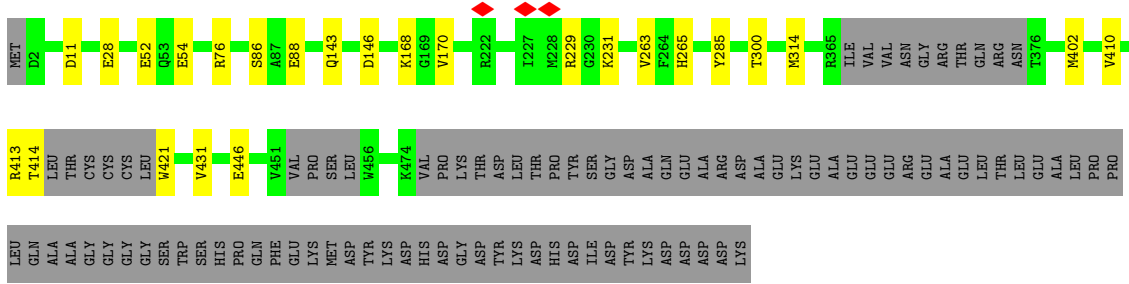 MET D2 D11 E28 E52 Q53 E54 R76 S86 A87 E88 Q143 D146 K168 G169 V170 R222 I227 M228 R229 G230 K231 V263 F264 H265 Y285 T300 M314 R365 ILE VAL VAL ASN GLY ARG THR GLN ARG ASN T376 M402 V410
R413 T414 LEU THR CYS CYS CYS LEU W421 V431 E446 V451 VAL PRO SER LEU W456 K474 VAL PRO LYS THR ASP LEU THR PRO TYR SER GLY ASP ALA GLN GLU ALA ARG ASP ALA GLU LYS GLU ALA GLU GLU GLU ARG GLU ALA GLU LEU THR LEU GLU ALA LEU PRO PRO
LEU GLN ALA ALA GLY GLY GLY GLY SER TRP SER HIS PRO GLN PHE GLU LYS MET ASP TYR LYS ASP HIS ASP GLY ASP TYR LYS ASP HIS ASP ILE ASP TYR LYS ASP ASP ASP ASP LYS